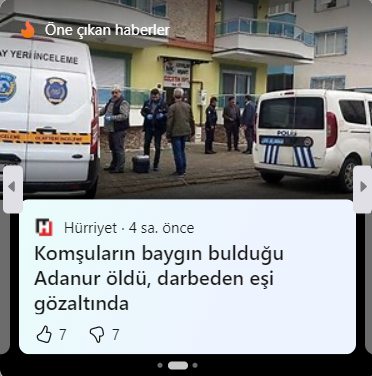 Öne çıkan haberler
AY YERİ İNCELEME
POLİS
Hürriyet · 4 sa. önce
Komşuların baygın bulduğu
Adanur öldü, darbeden eşi
gözaltında
7
7